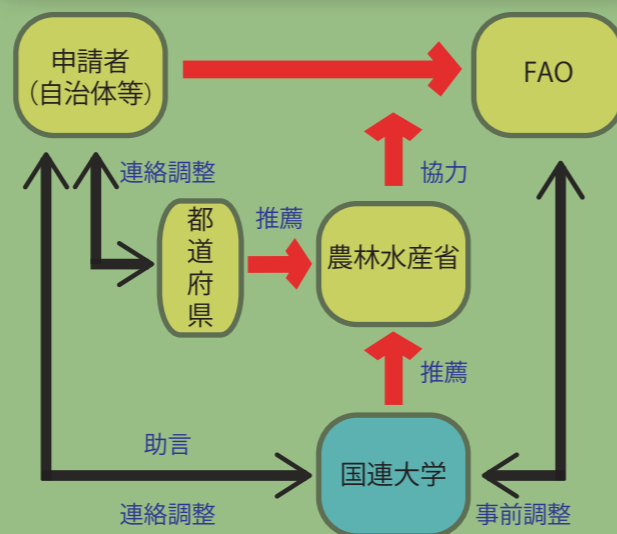 申請者
（自治体等）
FAO
連絡調整
協力
都道府県
推薦
農林水産省
推薦
助言
国連大学
連絡調整
事前調整